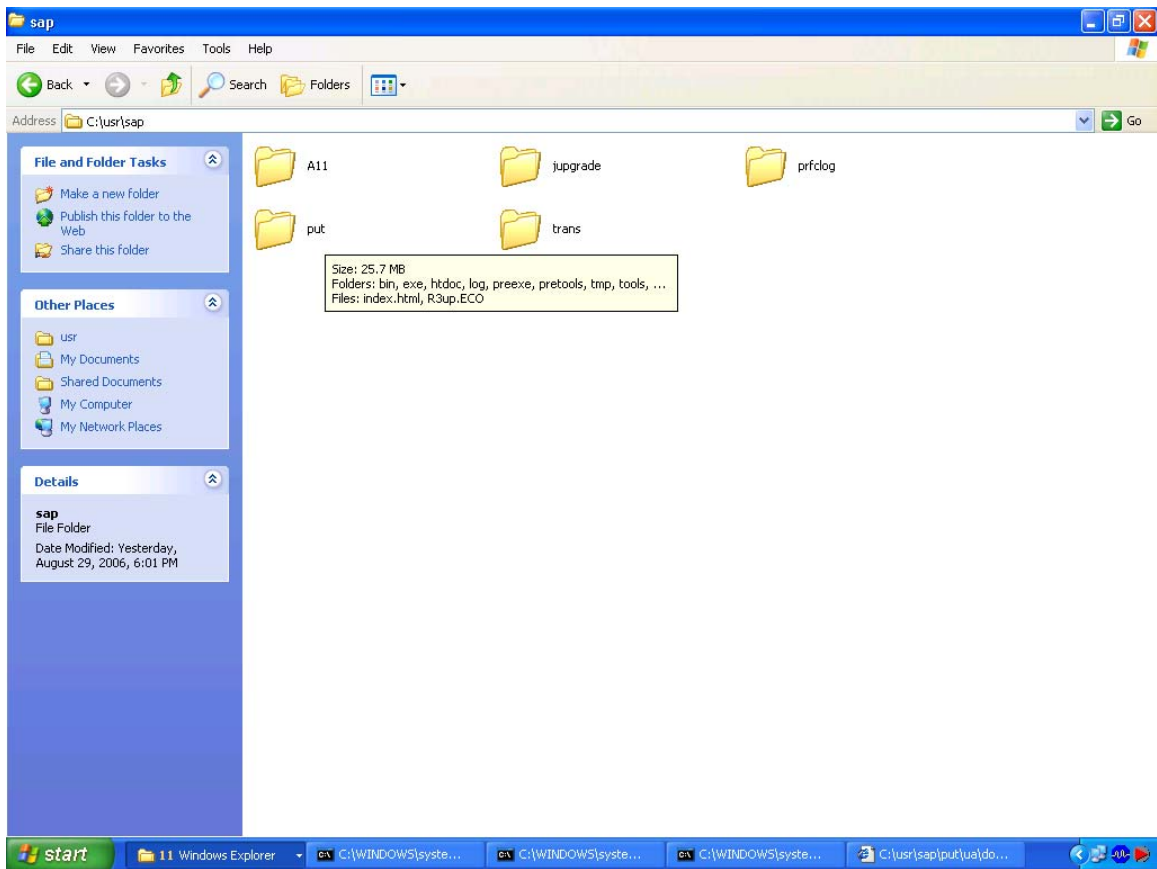 sap
File Edit View Favorites Tools Help
Back Search Folders
Address C:\usr\sap Go
File and Folder Tasks
Make a new folder
Publish this folder to the
Web
Share this folder
Other Places
usr
My Documents
Shared Documents
My Computer
My Network Places
Details
sap
File Folder
Date Modified: Yesterday,
August 29, 2006, 6:01 PM
A11 jupgrade prfclog
put trans
Size: 25.7 MB
Folders: bin, exe, htdoc, log, preexe, pretools, tmp, tools, ...
Files: index.html, R3up.ECO
start 11 Windows Explorer C:\WINDOWS\syste... C:\WINDOWS\syste... C:\WINDOWS\syste... C:\usr\sap\put\ua\do...